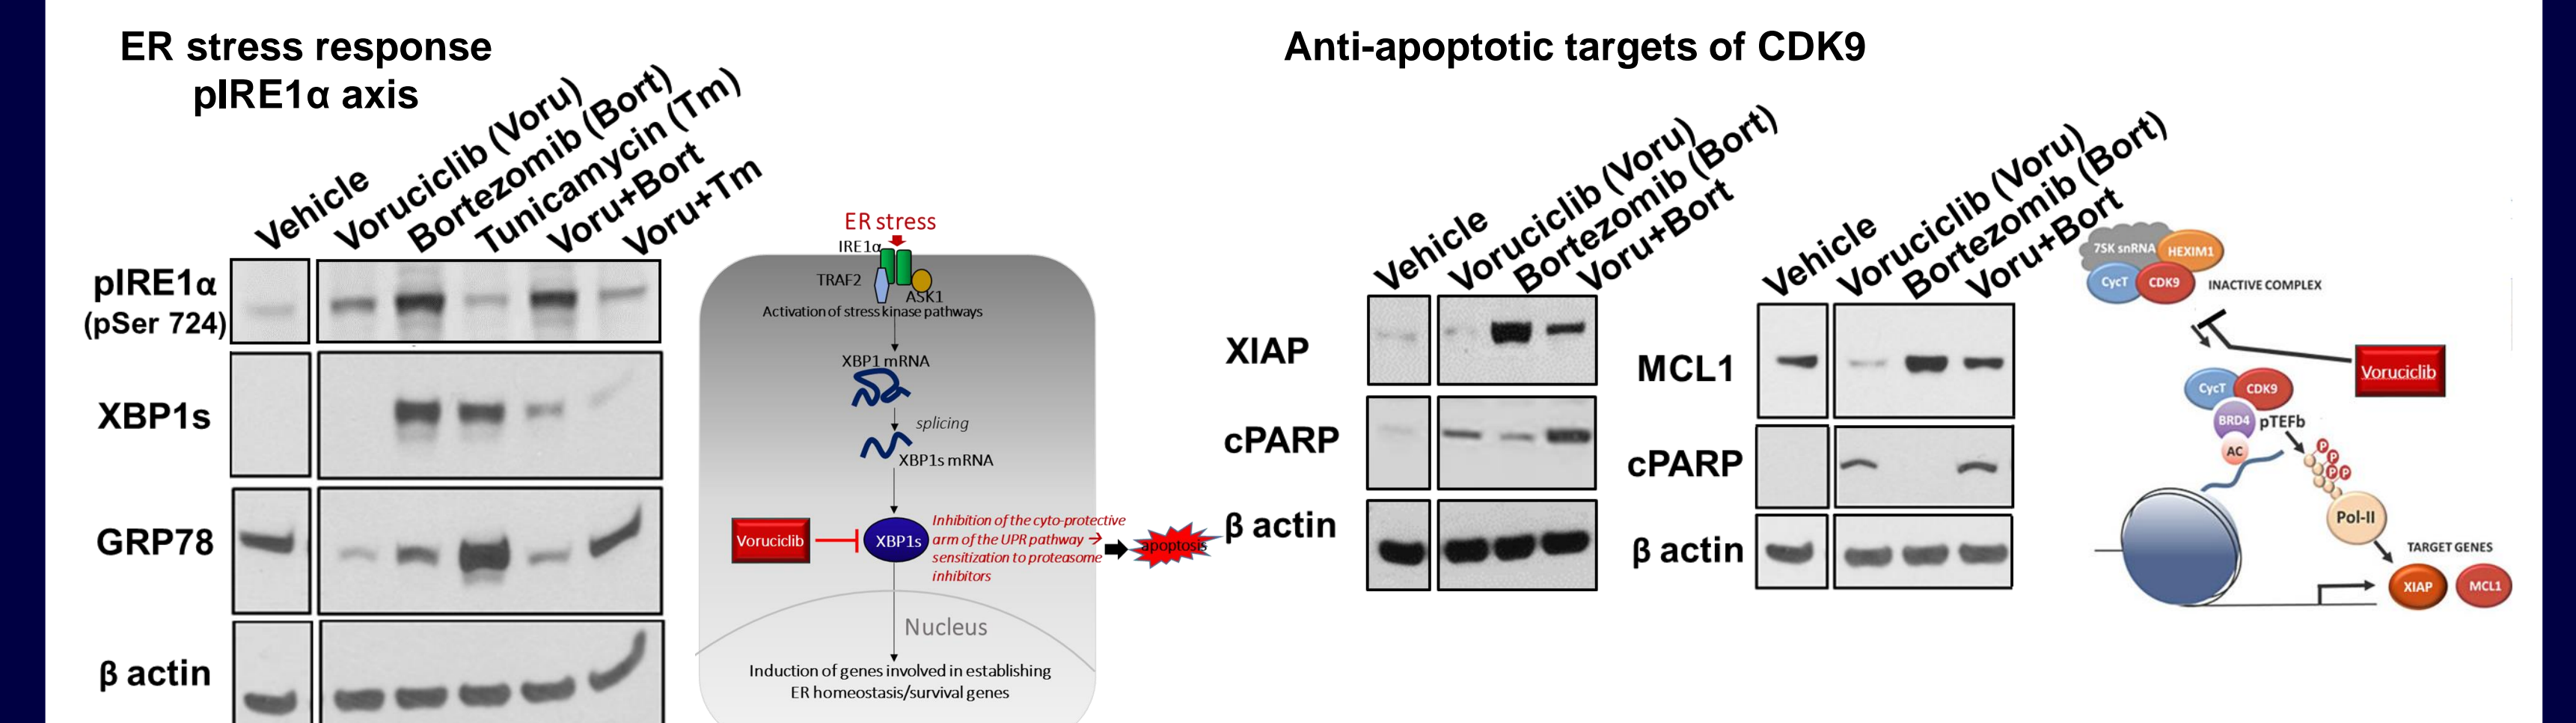 ER stress response
pIRE1α axis
Vehicle
Voruciclib (Voru)
Bortezomib (Bort)
Tunicamycin (Tm)
Voru+Bort
Voru+Tm
pIRE1α
(pSer 724)
XBP1s
GRP78
β actin
ER stress
IRE1α
TRAF2
ASK1
Activation of stress kinase pathways
XBP1 mRNA
splicing
XBP1s mRNA
Voruciclib
XBP1s
Inhibition of the cyto-protective
arm of the UPR pathway →
sensitization to proteasome
inhibitors
apoptosis
Nucleus
Induction of genes involved in establishing
ER homeostasis/survival genes
Anti-apoptotic targets of CDK9
Vehicle
Voruciclib (Voru)
Bortezomib (Bort)
Voru+Bort
XIAP
cPARP
β actin
Vehicle
Voruciclib (Voru)
Bortezomib (Bort)
Voru+Bort
MCL1
cPARP
β actin
7SK snRNA
HEXIM1
CycT
CDK9
INACTIVE COMPLEX
Voruciclib
CycT
CDK9
BRD4
pTEFb
AC
P
P
P
P
P
Pol-II
TARGET GENES
XIAP
MCL1